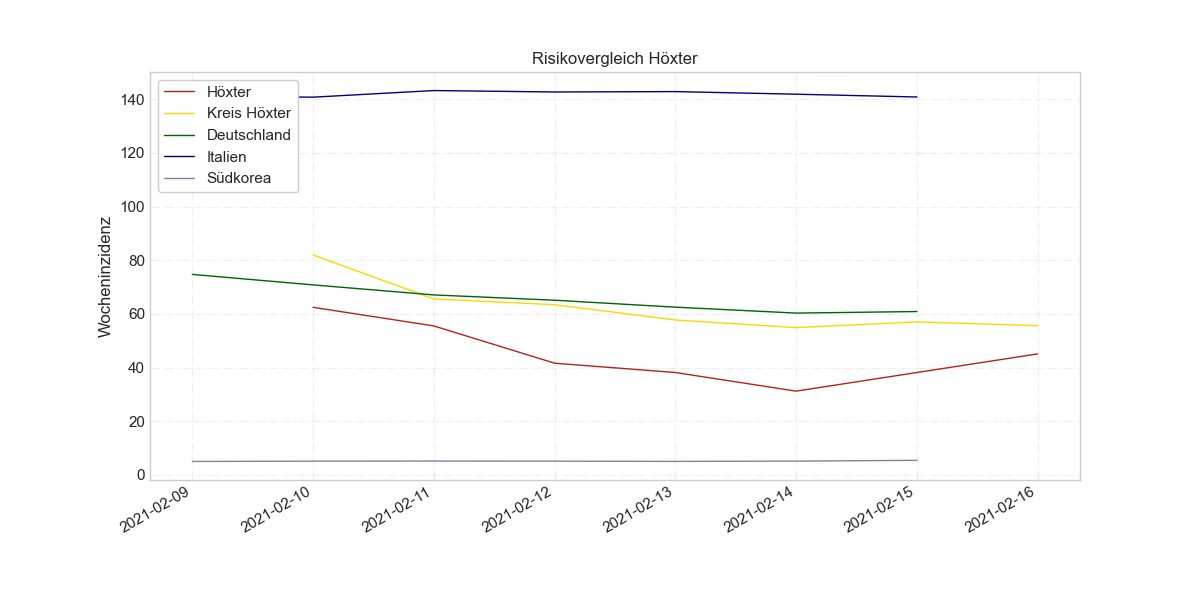 Risikovergleich Höxter
Höxter
Kreis Höxter
Deutschland
Italien
Südkorea
Wocheninzidenz
140
120
100
80
60
40
20
0
2021-02-09
2021-02-10
2021-02-11
2021-02-12
2021-02-13
2021-02-14
2021-02-15
2021-02-16